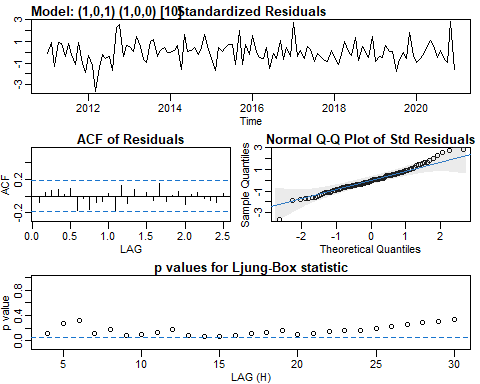 Model: (1,0,1) (1,0,0) [10] Standardized Residuals
3
1
-1
-3
2012 2014 2016 2018 2020
Time
ACF of Residuals
ACF
0.2
-0.2
0.0 0.5 1.0 1.5 2.0 2.5
LAG
Normal Q-Q Plot of Std Residuals
Sample Quantiles
3
1
-1
-3
-2 -1 0 1 2
Theoretical Quantiles
p values for Ljung-Box statistic
p value
0.8
0.4
0.0
5 10 15 20 25 30
LAG (H)